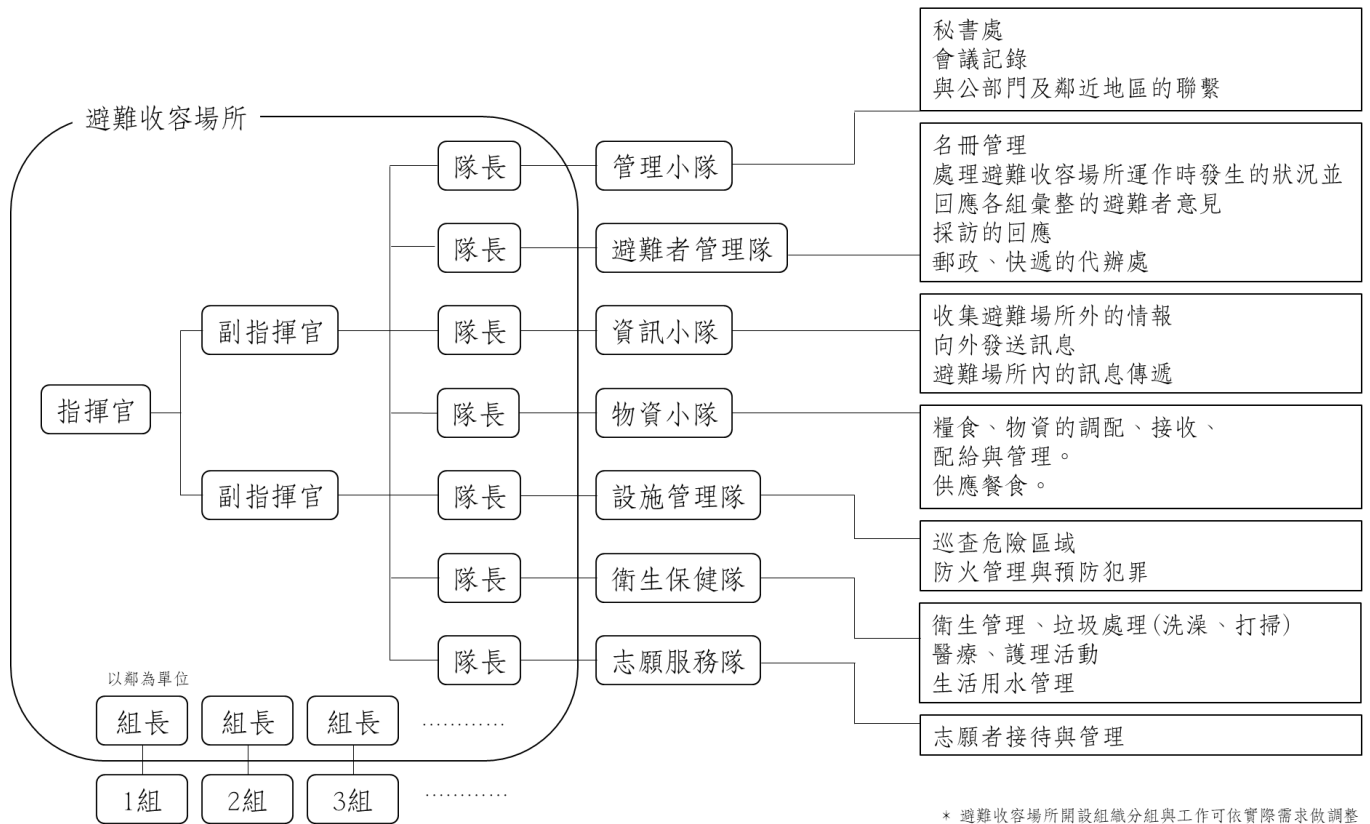 避難收容場所
指揮官
副指揮官
副指揮官
隊長
管理小隊
秘書處
會議記錄
與公部門及鄰近地區的聯繫
隊長
避難者管理隊
名冊管理
處理避難收容場所運作時發生的狀況並
回應各組彙整的避難者意見
採訪的回應
郵政、快遞的代辦處
隊長
資訊小隊
收集避難場所外的情報
向外發送訊息
避難場所內的訊息傳遞
隊長
物資小隊
糧食、物資的調配、接收、
配給與管理。
供應餐食。
隊長
設施管理隊
巡查危險區域
防火管理與預防犯罪
隊長
衛生保健隊
衛生管理、垃圾處理(洗澡、打掃)
醫療、護理活動
生活用水管理
隊長
志願服務隊
志願者接待與管理
以鄰為單位
組長 組長 組長 …………
1組 2組 3組 …………
* 避難收容場所開設組織分組與工作可依實際需求做調整